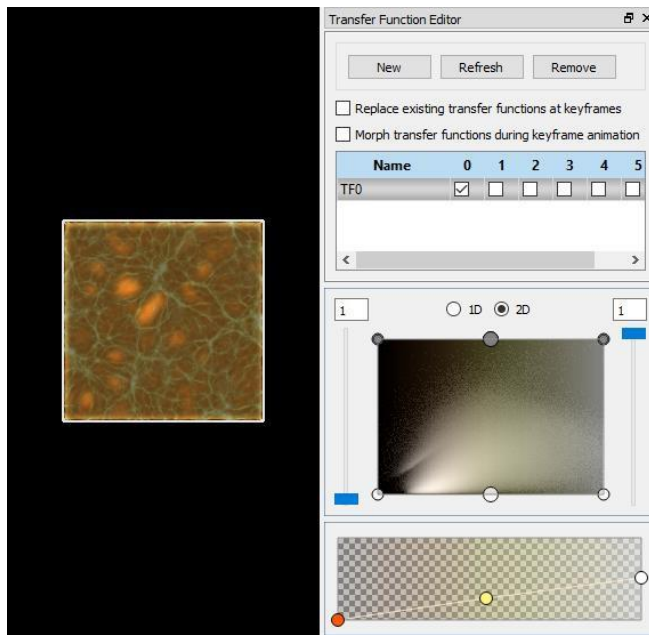 Transfer Function Editor
New Refresh Remove
Replace existing transfer functions at keyframes
Morph transfer functions during keyframe animation
Name 0 1 2 3 4 5
TF0
1 1D 2D 1